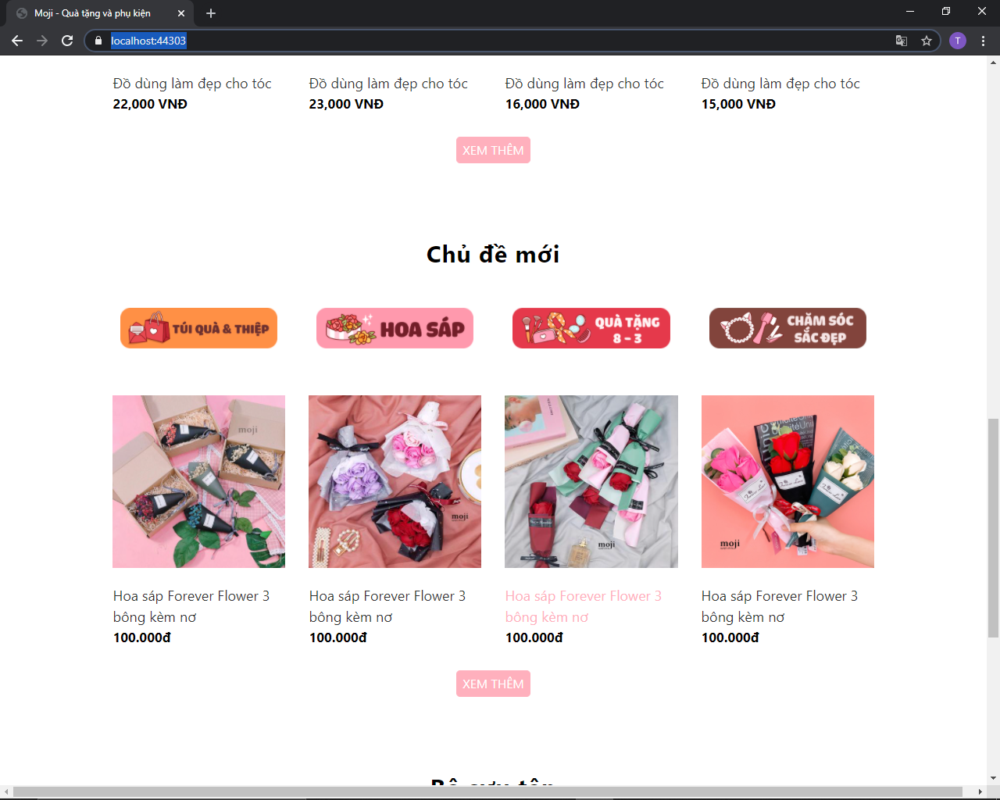 Moji - Quà tặng và phụ kiện
localhost:44303
T
Đồ dùng làm đẹp cho tóc
22,000 VNĐ
Đồ dùng làm đẹp cho tóc
23,000 VNĐ
Đồ dùng làm đẹp cho tóc
16,000 VNĐ
Đồ dùng làm đẹp cho tóc
15,000 VNĐ
XEM THÊM
Chủ đề mới
TÚI QUÀ & THIỆP
HOA SÁP
QUÀ TẶNG
8 - 3
CHĂM SÓC
SẮC ĐẸP
moji
moji
moji
moji
Hoa sáp Forever Flower 3
bông kèm nơ
100.000đ
Hoa sáp Forever Flower 3
bông kèm nơ
100.000đ
Hoa sáp Forever Flower 3
bông kèm nơ
100.000đ
Hoa sáp Forever Flower 3
bông kèm nơ
100.000đ
XEM THÊM